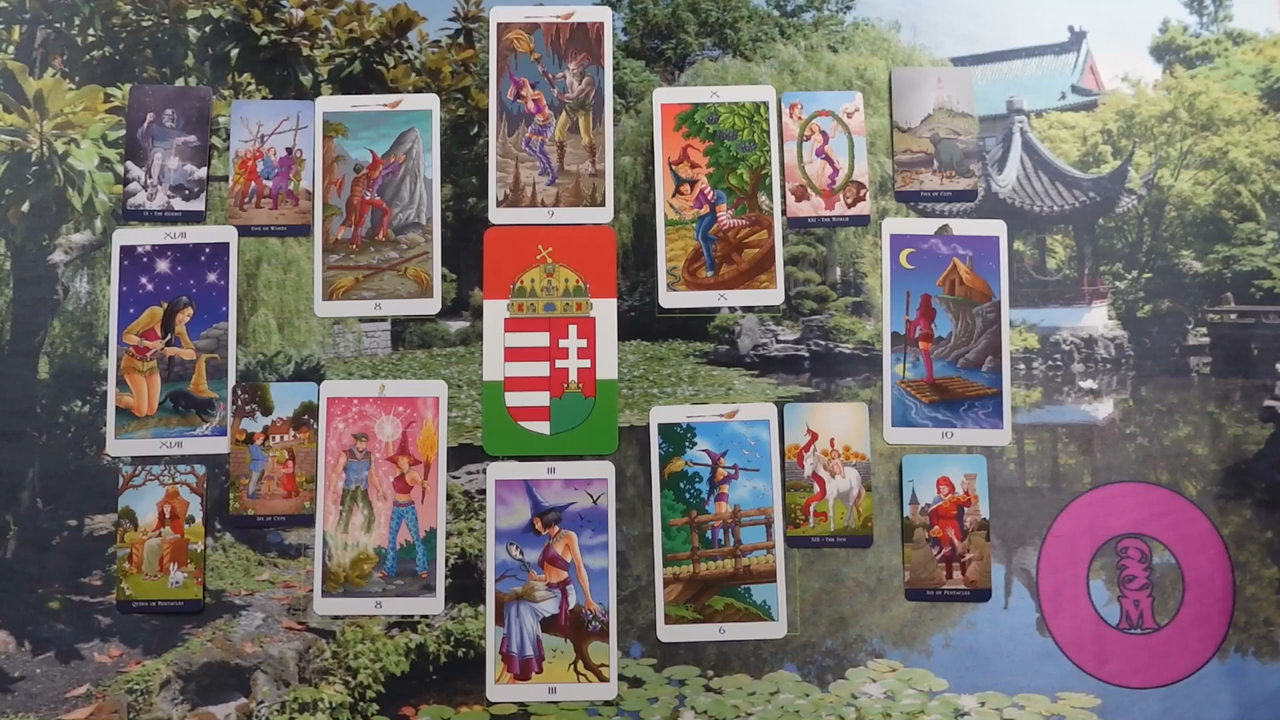 IX • THE HERMIT
FIVE OF WANDS
8
9
X
X
XXI • THE WORLD
FIVE OF CUPS
XVII
XVII
10
SIX OF CUPS
QUEEN OF PENTACLES
8
III
III
6
XIX • THE SUN
SIX OF PENTACLES